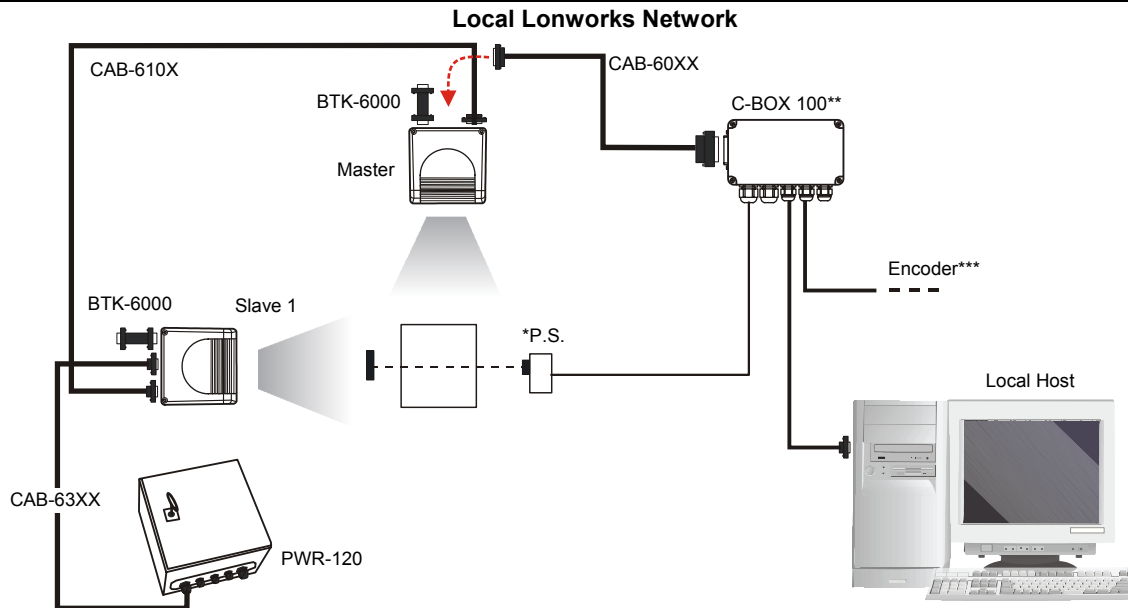 Local Lonworks Network
CAB-610X
CAB-60XX
BTK-6000
C-BOX 100**
Master
Encoder***
BTK-6000
Slave 1
*P.S.
Local Host
CAB-63XX
PWR-120